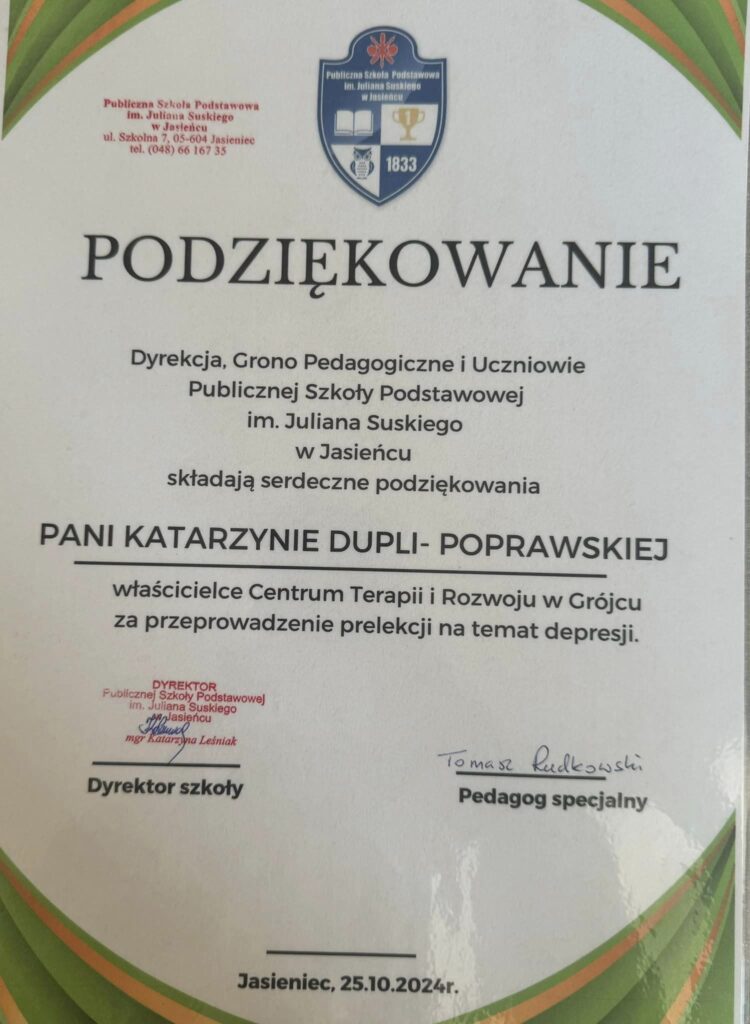 Publiczna Szkoła Podstawowa
im. Juliana Suskiego
w Jasieńcu
ul. Szkolna 7, 05-604 Jasieniec
tel. (048) 66 167 35
Publiczna Szkoła Podstawowa
im. Juliana Suskiego
w Jasieńcu
1
1833
PODZIĘKOWANIE
Dyrekcja, Grono Pedagogiczne i Uczniowie
Publicznej Szkoły Podstawowej
im. Juliana Suskiego
w Jasieńcu
składają serdeczne podziękowania
PANI KATARZYNIE DUPLI- POPRAWSKIEJ
właścicielce Centrum Terapii i Rozwoju w Grójcu
za przeprowadzenie prelekcji na temat depresji.
DYREKTOR
Publicznej Szkoły Podstawowej
im. Juliana Suskiego
w Jasieńcu
mgr Katarzyna Leśniak
Dyrektor szkoły
Tomasz Rudkowski
Pedagog specjalny
Jasieniec, 25.10.2024r.